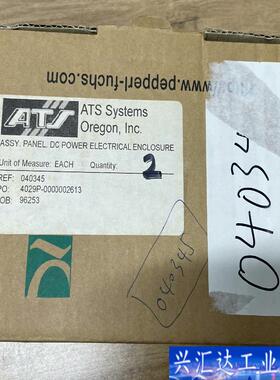 www.pepperl-fuchs.com
ATS
ATS Systems
Oregon, Inc.
ASSY. PANEL. DC POWER ELECTRICAL ENCLOSURE
Unit of Measure: EACH Quantity: 2
REF: 040345
PO: 4029P-0000002613
JOB: 96253
040345
04034
兴汇达工业